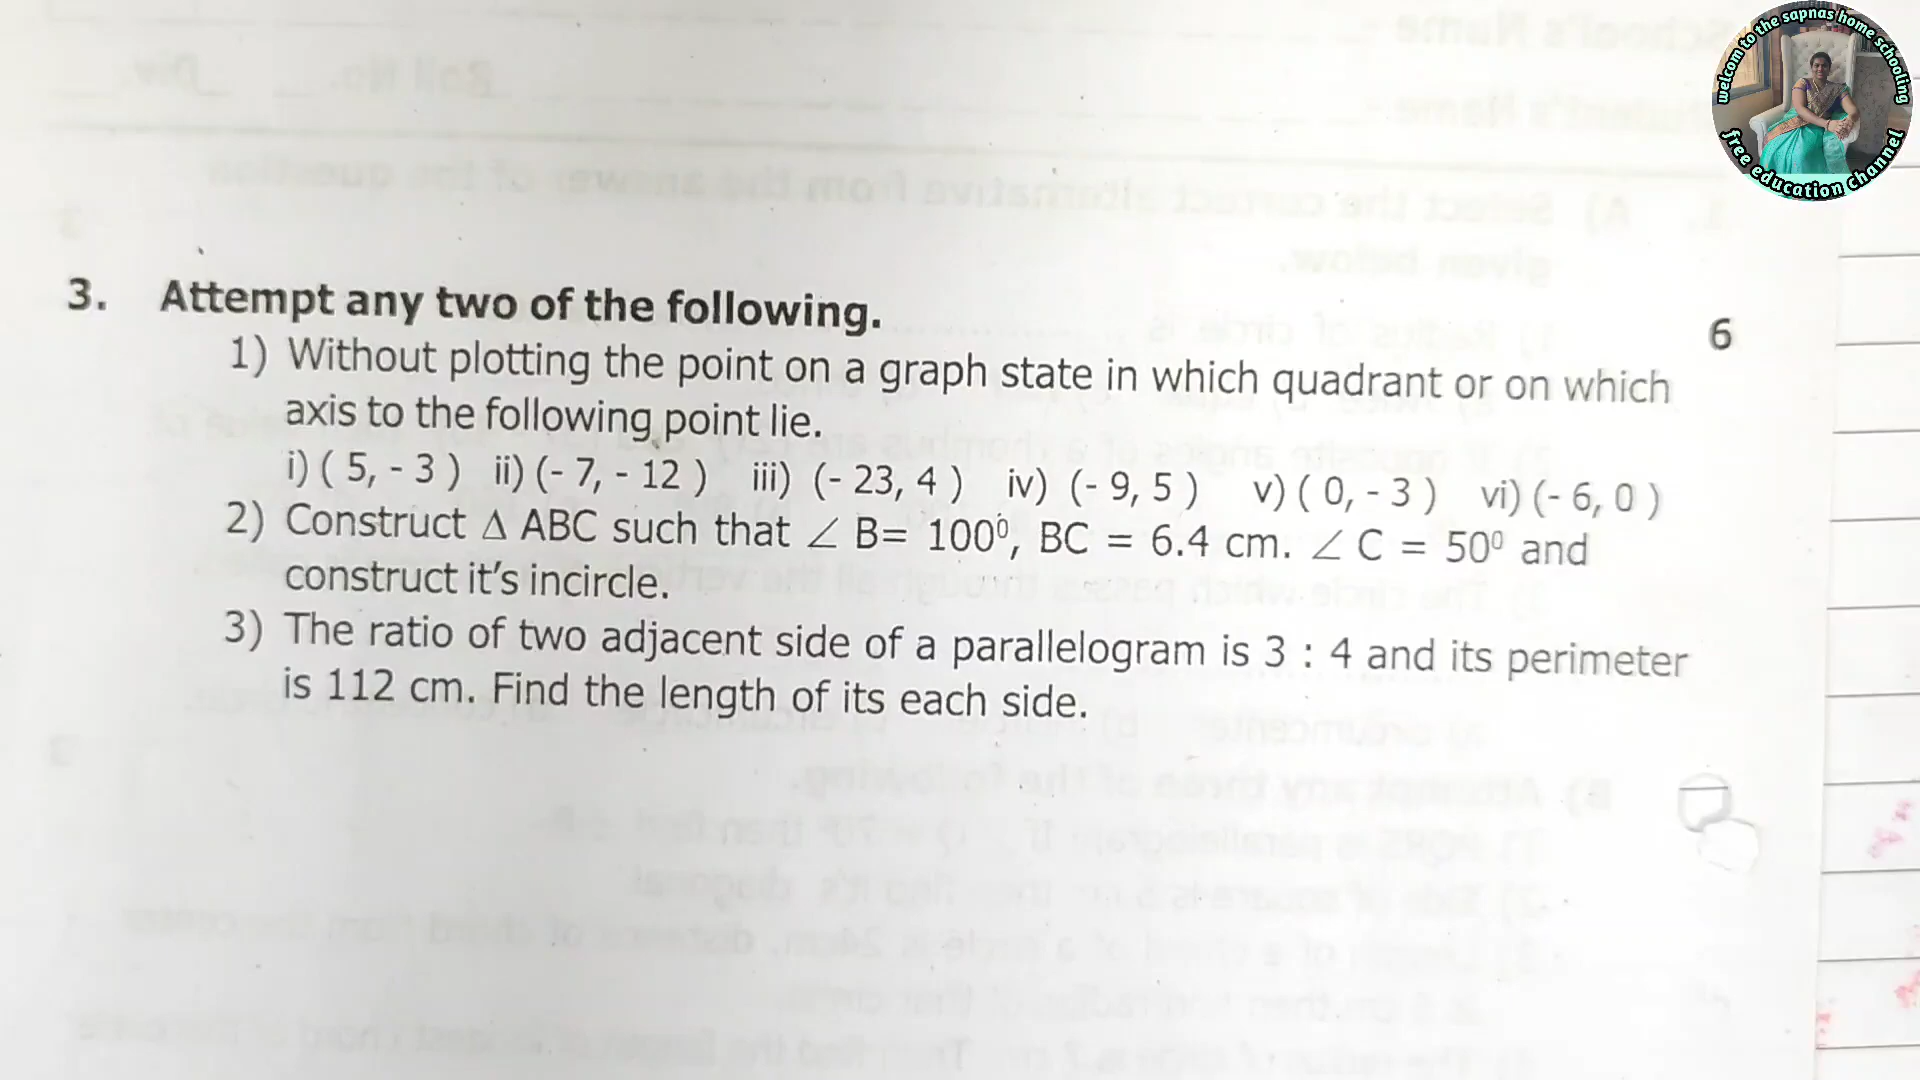 welcom to the sapnas home schooling
free education channel
3. Attempt any two of the following. 6
1) Without plotting the point on a graph state in which quadrant or on which
axis to the following point lie.
i) ( 5, - 3 ) ii) (- 7, - 12 ) iii) (- 23, 4 ) iv) (- 9, 5 ) v) ( 0, - 3 ) vi) (- 6, 0 )
2) Construct Δ ABC such that ∠ B= 100⁰, BC = 6.4 cm. ∠ C = 50⁰ and
construct it's incircle.
3) The ratio of two adjacent side of a parallelogram is 3 : 4 and its perimeter
is 112 cm. Find the length of its each side.